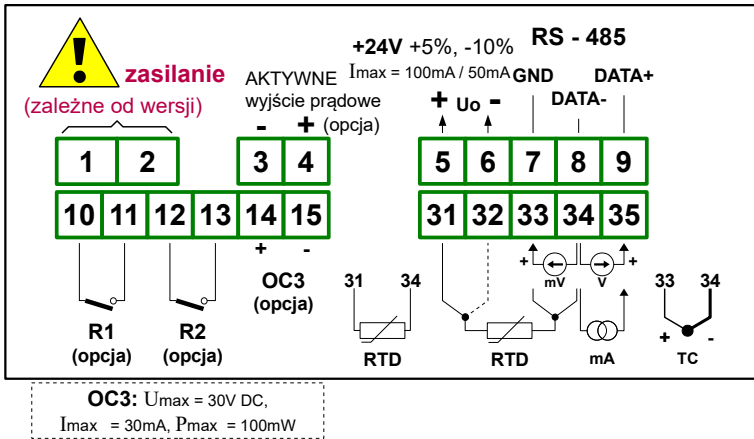 +24V +5%, -10% RS - 485
zasilanie AKTYWNE Imax = 100mA / 50mA GND DATA+
(zależne od wersji) wyjście prądowe + Uo - DATA-
- + (opcja)
1 2 3 4 5 6 7 8 9
10 11 12 13 14 15 31 32 33 34 35
+ -
OC3
(opcja)
+ mV V +
31 34 33 34
R1 R2 + TC -
(opcja) (opcja) RTD RTD mA
OC3: Umax = 30V DC,
Imax = 30mA, Pmax = 100mW